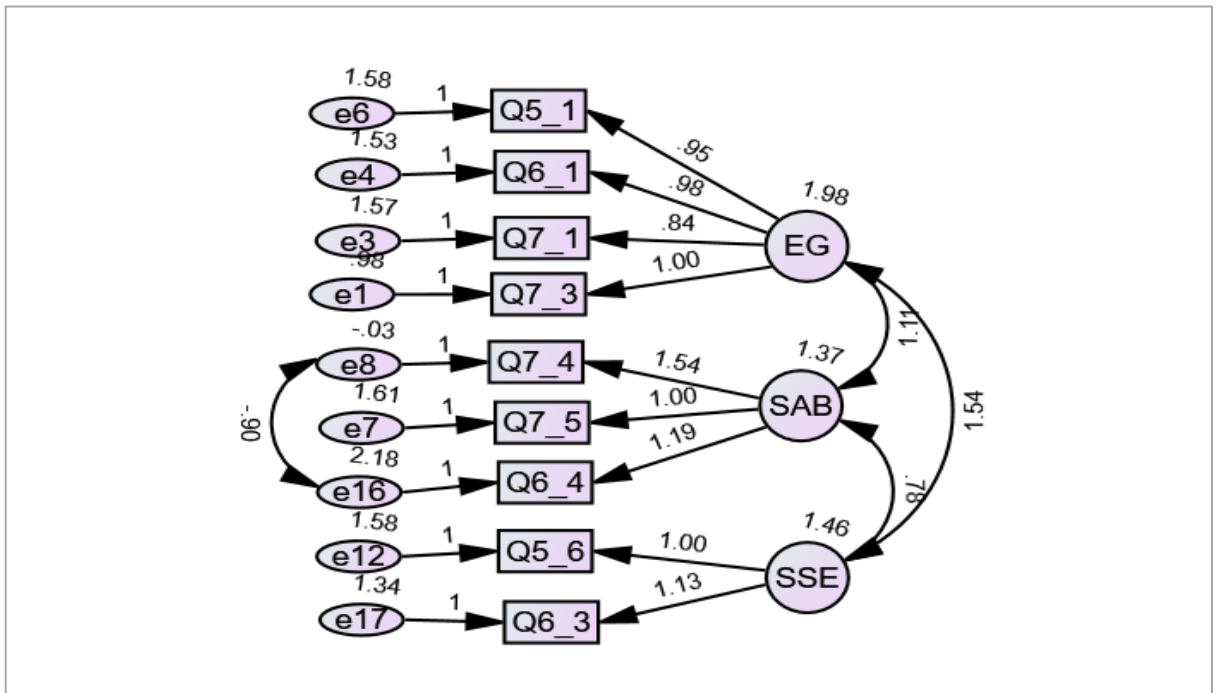 1.58
e6 1 Q5_1
.95
1.53
e4 1 Q6_1
.98
1.98
EG
1.57
e3 1 Q7_1
.84
.98
e1 1 Q7_3
1.00
-.03
e8 1 Q7_4
1.54
1.37
SAB
1.11
1.61
e7 1 Q7_5
1.00
1.54
-.90
2.18
e16 1 Q6_4
1.19
.78
1.58
e12 1 Q5_6
1.00
1.46
SSE
1.34
e17 1 Q6_3
1.13